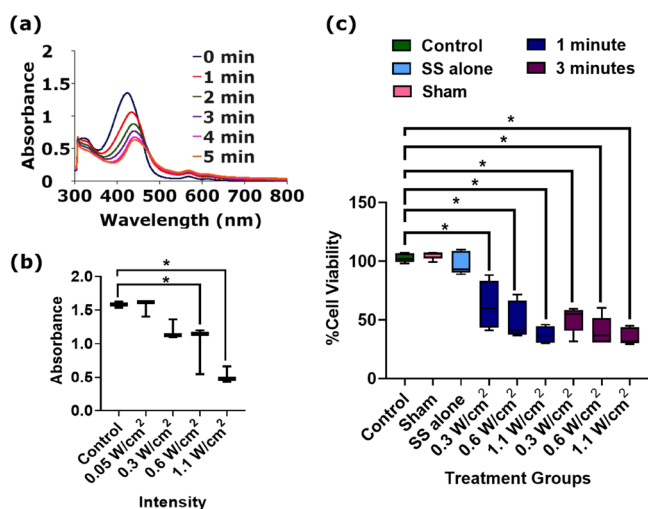 (a)
2
1.5
1
0.5
0
Absorbance
300 400 500 600 700 800
Wavelength (nm)
0 min
1 min
2 min
3 min
4 min
5 min
(b)
*
*
2.0
1.5
1.0
0.5
0.0
Absorbance
Control
0.05 W/cm²
0.3 W/cm²
0.6 W/cm²
1.1 W/cm²
Intensity
(c)
Control
SS alone
Sham
1 minute
3 minutes
*
*
*
*
*
*
150
100
50
0
%Cell Viability
Control
Sham
SS alone
0.3 W/cm²
0.6 W/cm²
1.1 W/cm²
0.3 W/cm²
0.6 W/cm²
1.1 W/cm²
Treatment Groups